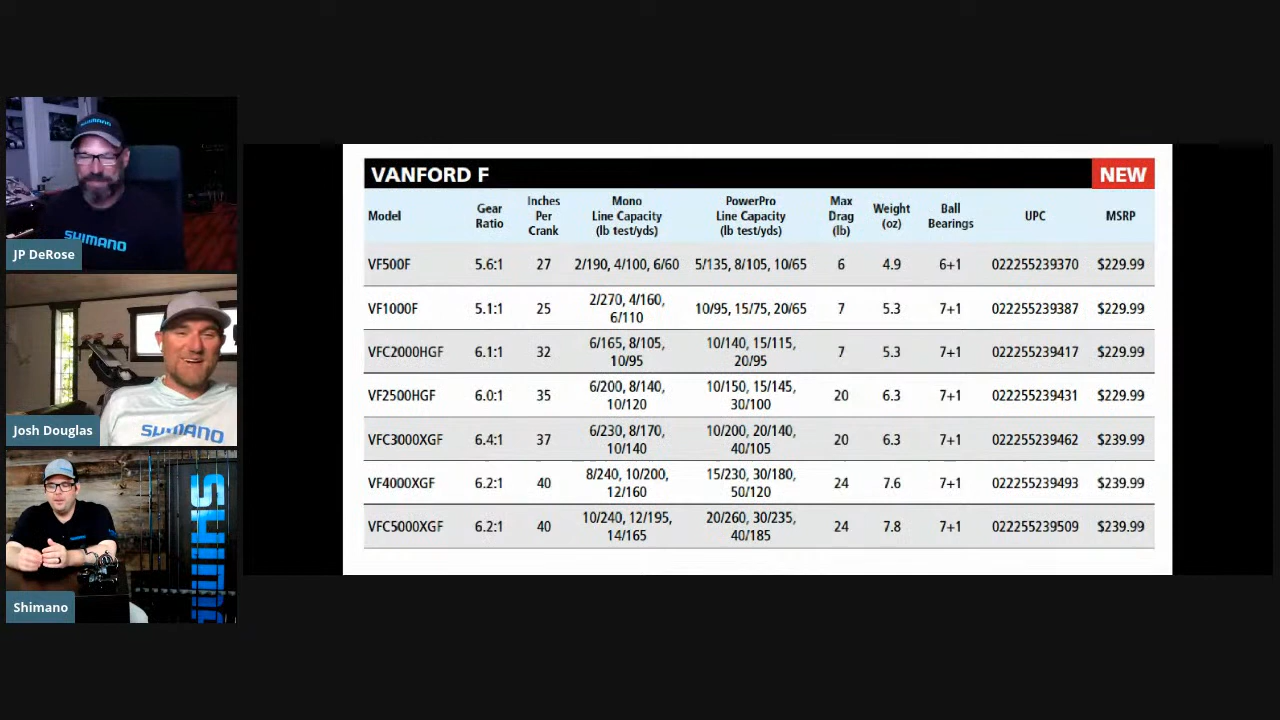 SHIMANO
SHIMANO
JP DeRose
SHIMANO
Josh Douglas
SHIMANO
Shimano
VANFORD F NEW
Model Gear Ratio Inches Per Crank Mono Line Capacity (lb test/yds) PowerPro Line Capacity (lb test/yds) Max Drag (lb) Weight (oz) Ball Bearings UPC MSRP
VF500F 5.6:1 27 2/190, 4/100, 6/60 5/135, 8/105, 10/65 6 4.9 6+1 022255239370 $229.99
VF1000F 5.1:1 25 2/270, 4/160, 6/110 10/95, 15/75, 20/65 7 5.3 7+1 022255239387 $229.99
VFC2000HGF 6.1:1 32 6/165, 8/105, 10/95 10/140, 15/115, 20/95 7 5.3 7+1 022255239417 $229.99
VF2500HGF 6.0:1 35 6/200, 8/140, 10/120 10/150, 15/145, 30/100 20 6.3 7+1 022255239431 $229.99
VFC3000XGF 6.4:1 37 6/230, 8/170, 10/140 10/200, 20/140, 40/105 20 6.3 7+1 022255239462 $239.99
VF4000XGF 6.2:1 40 8/240, 10/200, 12/160 15/230, 30/180, 50/120 24 7.6 7+1 022255239493 $239.99
VFC5000XGF 6.2:1 40 10/240, 12/195, 14/165 20/260, 30/235, 40/185 24 7.8 7+1 022255239509 $239.99